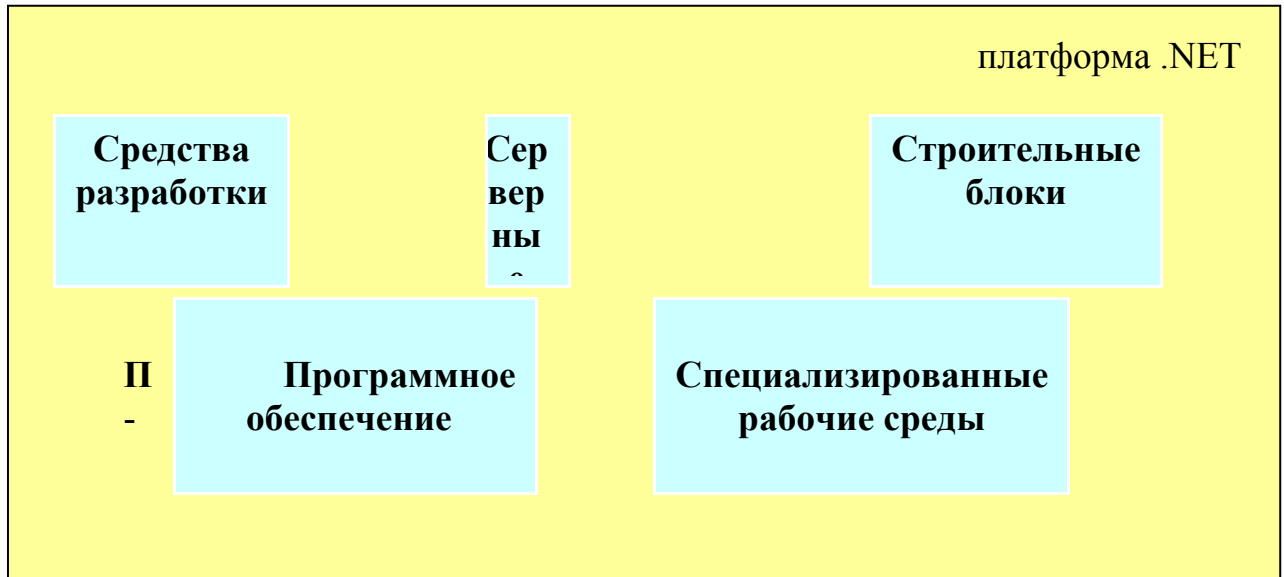 платформа .NET
Средства
разработки
Сер
вер
ны
Строительные
блоки
П
-
Программное
обеспечение
Специализированные
рабочие среды